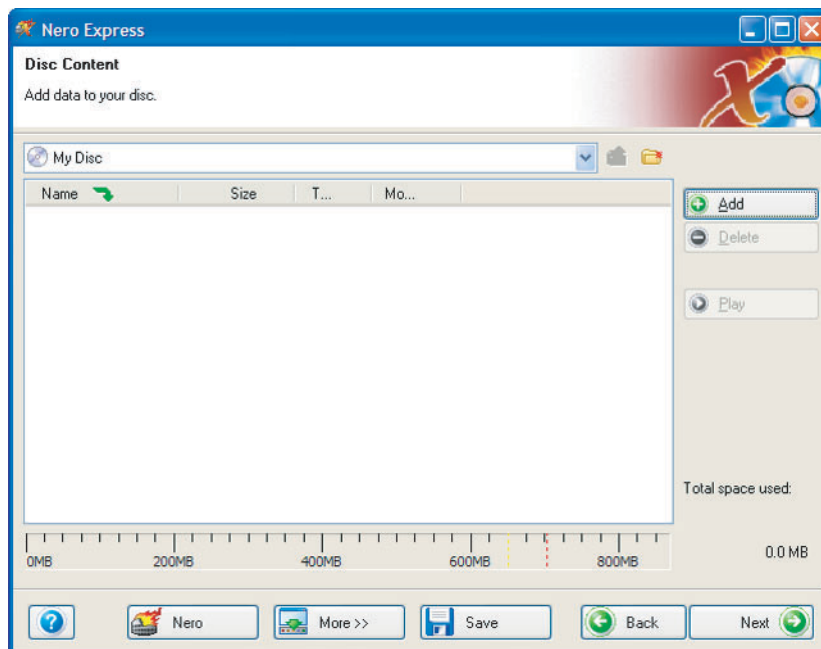 Nero Express
Disc Content
Add data to your disc.
My Disc
Name Size T... Mo...
Add
Delete
Play
Total space used:
0MB 200MB 400MB 600MB 800MB
0.0 MB
? Nero More >> Save Back Next